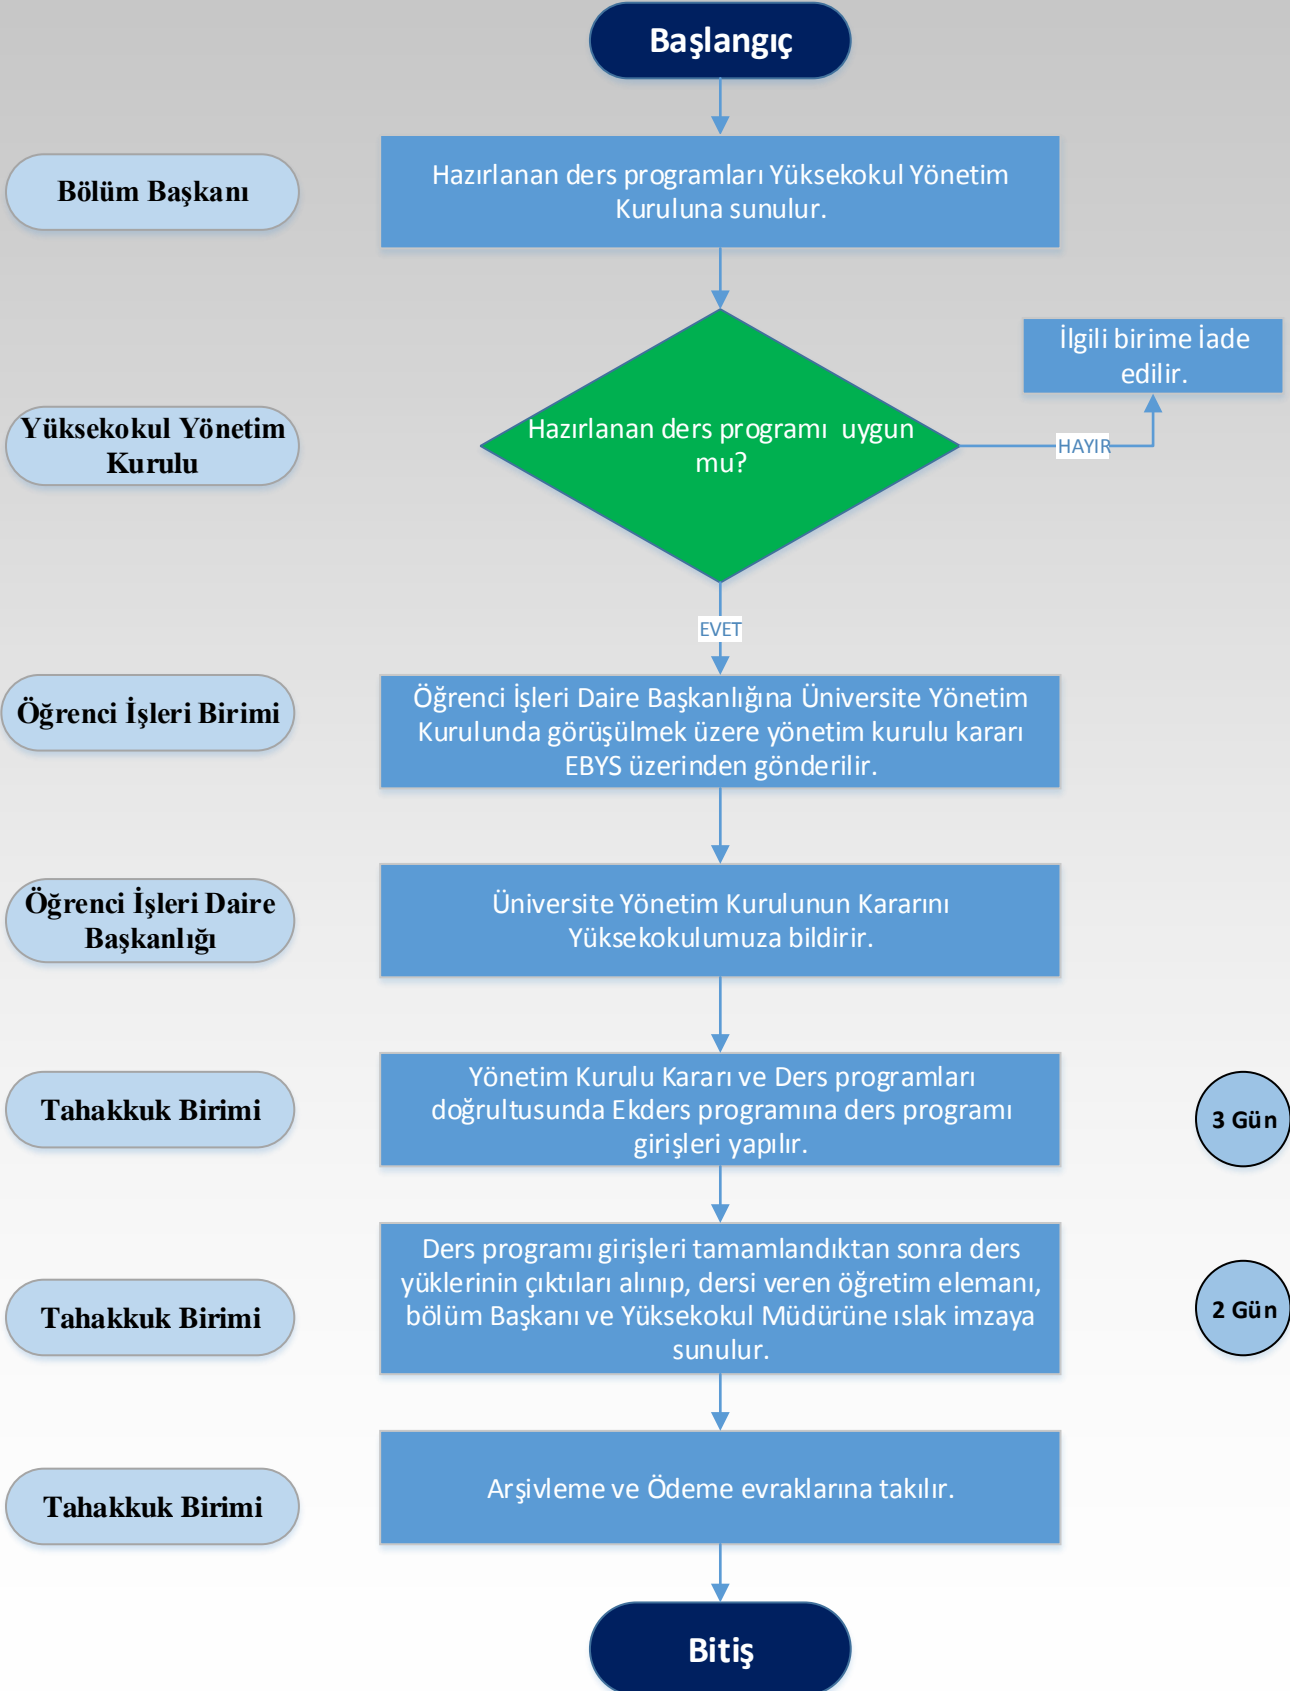 Başlangıç
Bölüm Başkanı
Hazırlanan ders programları Yüksekokul Yönetim
Kuruluna sunulur.
İlgili birime İade
edilir.
Yüksekokul Yönetim
Kurulu
Hazırlanan ders programı uygun
mu?
HAYIR
EVET
Öğrenci İşleri Birimi
Öğrenci İşleri Daire Başkanlığına Üniversite Yönetim
Kurulunda görüşülmek üzere yönetim kurulu kararı
EBYS üzerinden gönderilir.
Öğrenci İşleri Daire
Başkanlığı
Üniversite Yönetim Kurulunun Kararını
Yüksekokulumuza bildirir.
Tahakkuk Birimi
Yönetim Kurulu Kararı ve Ders programları
doğrultusunda Ekders programına ders programı
girişleri yapılır.
3 Gün
Tahakkuk Birimi
Ders programı girişleri tamamlandıktan sonra ders
yüklerinin çıktıları alınıp, dersi veren öğretim elemanı,
bölüm Başkanı ve Yüksekokul Müdürüne ıslak imzaya
sunulur.
2 Gün
Tahakkuk Birimi
Arşivleme ve Ödeme evraklarına takılır.
Bitiş